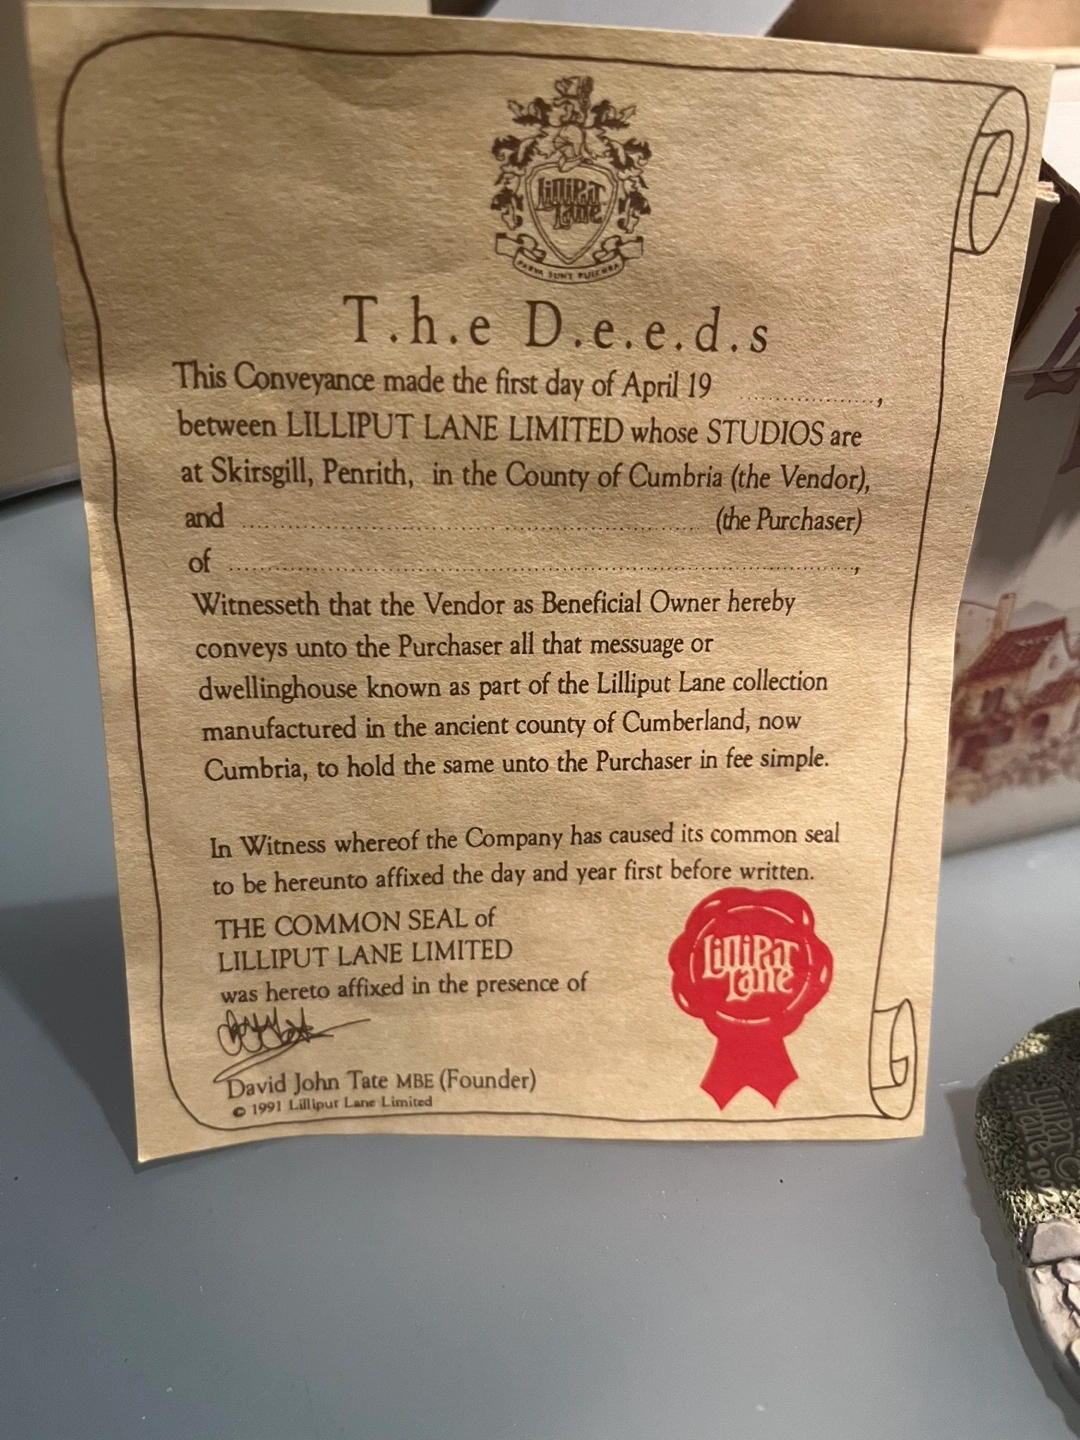 LilliPut
Lane
PARVA SUNT PULCHRA
T.h.e D.e.e.d.s
This Conveyance made the first day of April 19 ..................,
between LILLIPUT LANE LIMITED whose STUDIOS are
at Skirsgill, Penrith, in the County of Cumbria (the Vendor),
and .................................................................. (the Purchaser)
of ..........................................................................................,
Witnesseth that the Vendor as Beneficial Owner hereby
conveys unto the Purchaser all that messuage or
dwellinghouse known as part of the Lilliput Lane collection
manufactured in the ancient county of Cumberland, now
Cumbria, to hold the same unto the Purchaser in fee simple.
In Witness whereof the Company has caused its common seal
to be hereunto affixed the day and year first before written.
THE COMMON SEAL of
LILLIPUT LANE LIMITED
was hereto affixed in the presence of
David John Tate MBE (Founder)
© 1991 Lilliput Lane Limited
LilliPut
Lane